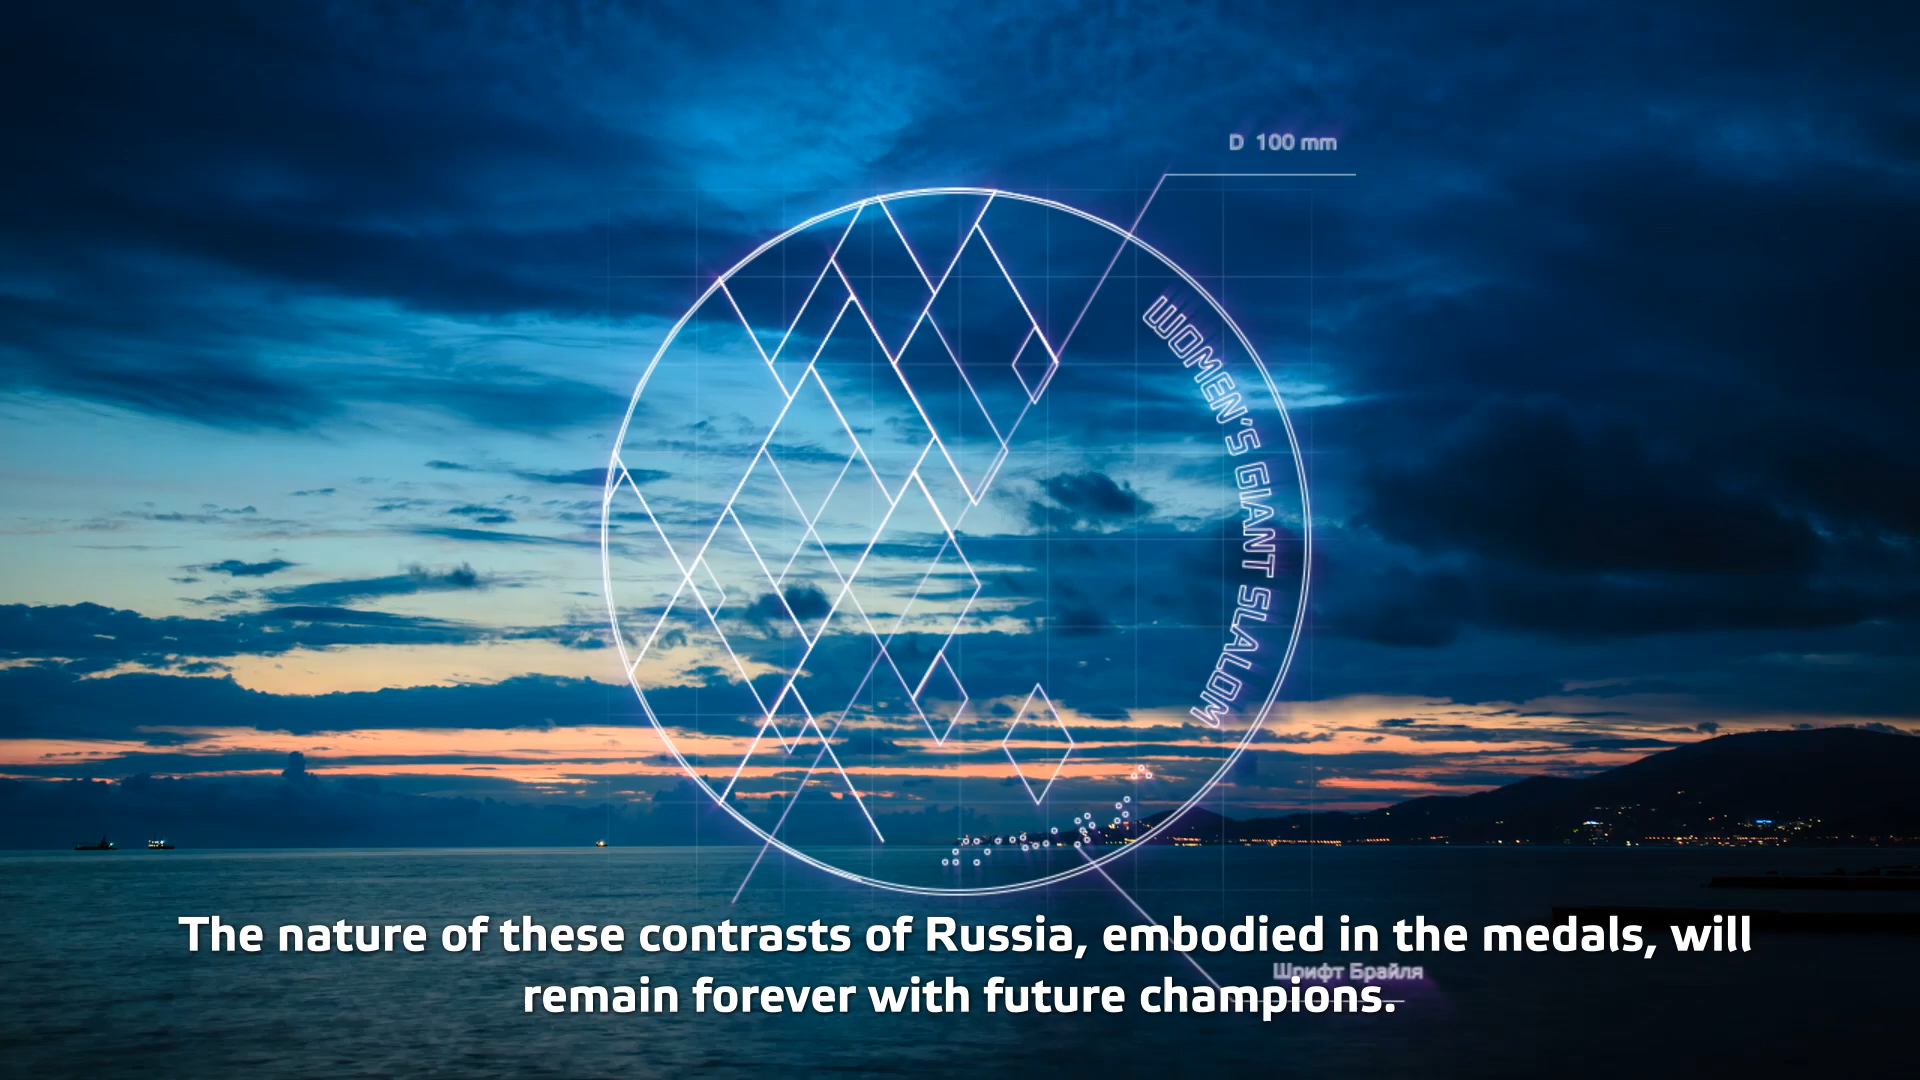 D 100 mm
WOMEN'S GIANT SLALOM
The nature of these contrasts of Russia, embodied in the medals, will
Шрифт Брайля
remain forever with future champions.